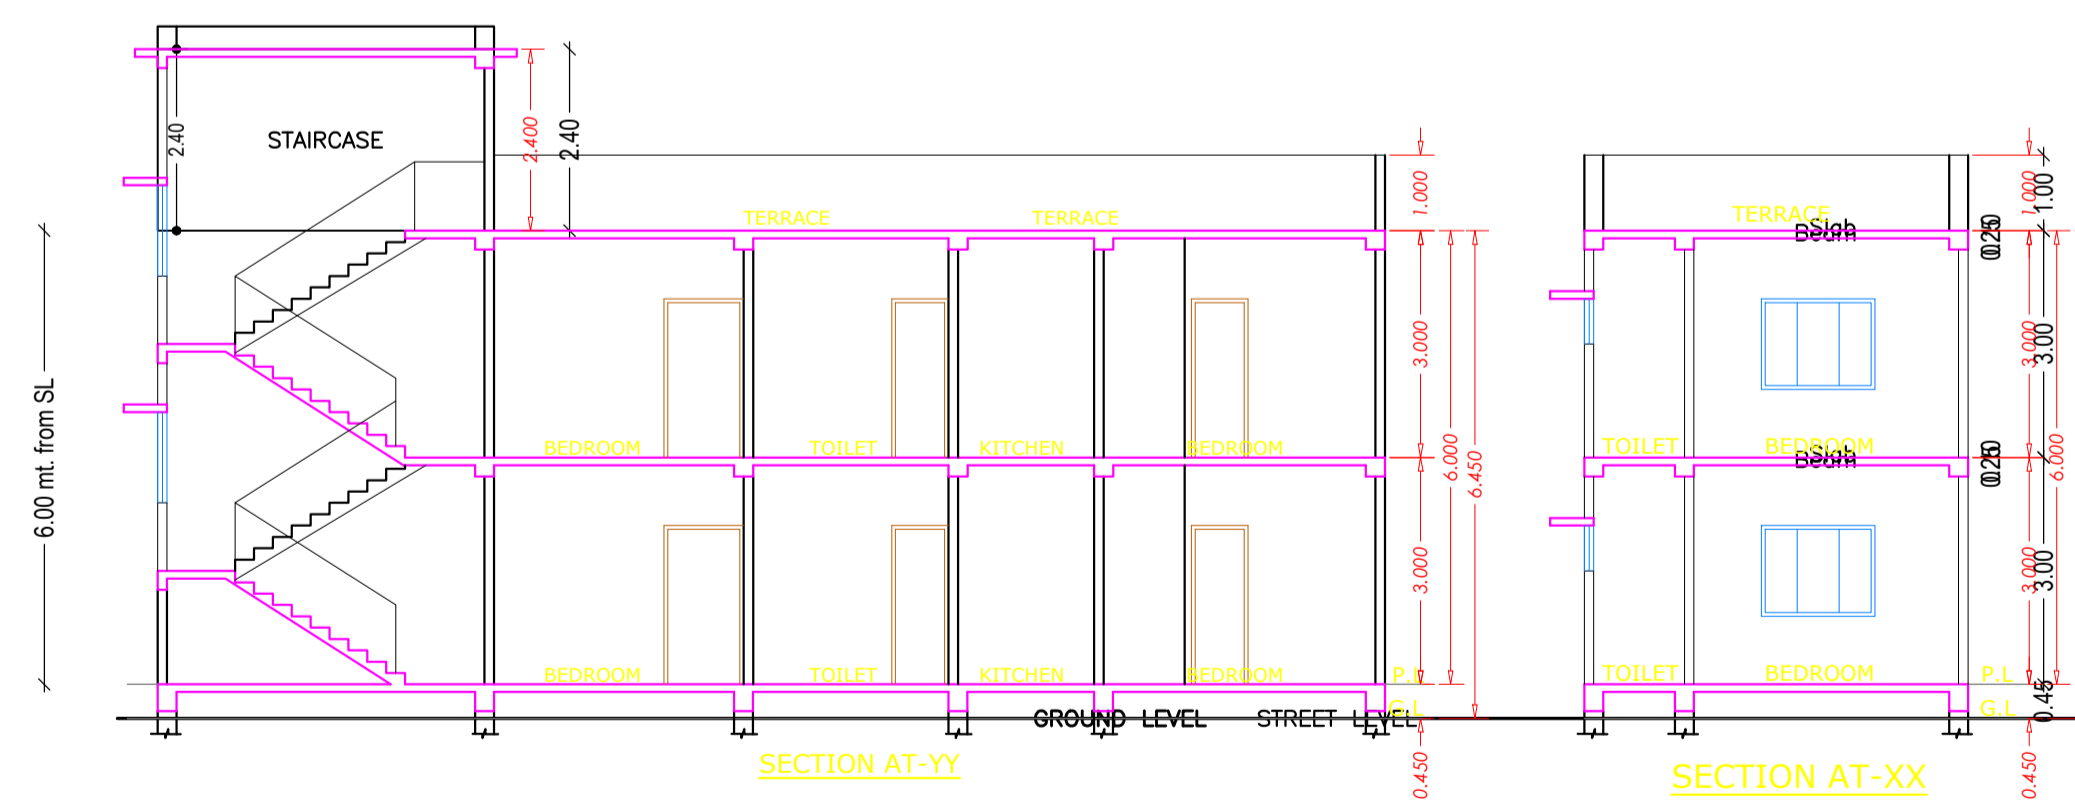 2.40
STAIRCASE
2.400
2.40
1.000
1.000
1.00
TERRACE
TERRACE
TERRACE
Slab
Beam
6.00 mt. from SL
3.000
3.000
3.00
6.000
6.450
6.000
BEDROOM
TOILET
KITCHEN
BEDROOM
TOILET
BEDROOM
Beam
3.000
3.000
3.00
BEDROOM
TOILET
KITCHEN
BEDROOM
P.L
TOILET
BEDROOM
P.L
0.45
GROUND LEVEL
STREET LEVEL
G.L
G.L
0.450
0.450
SECTION AT-YY
SECTION AT-XX